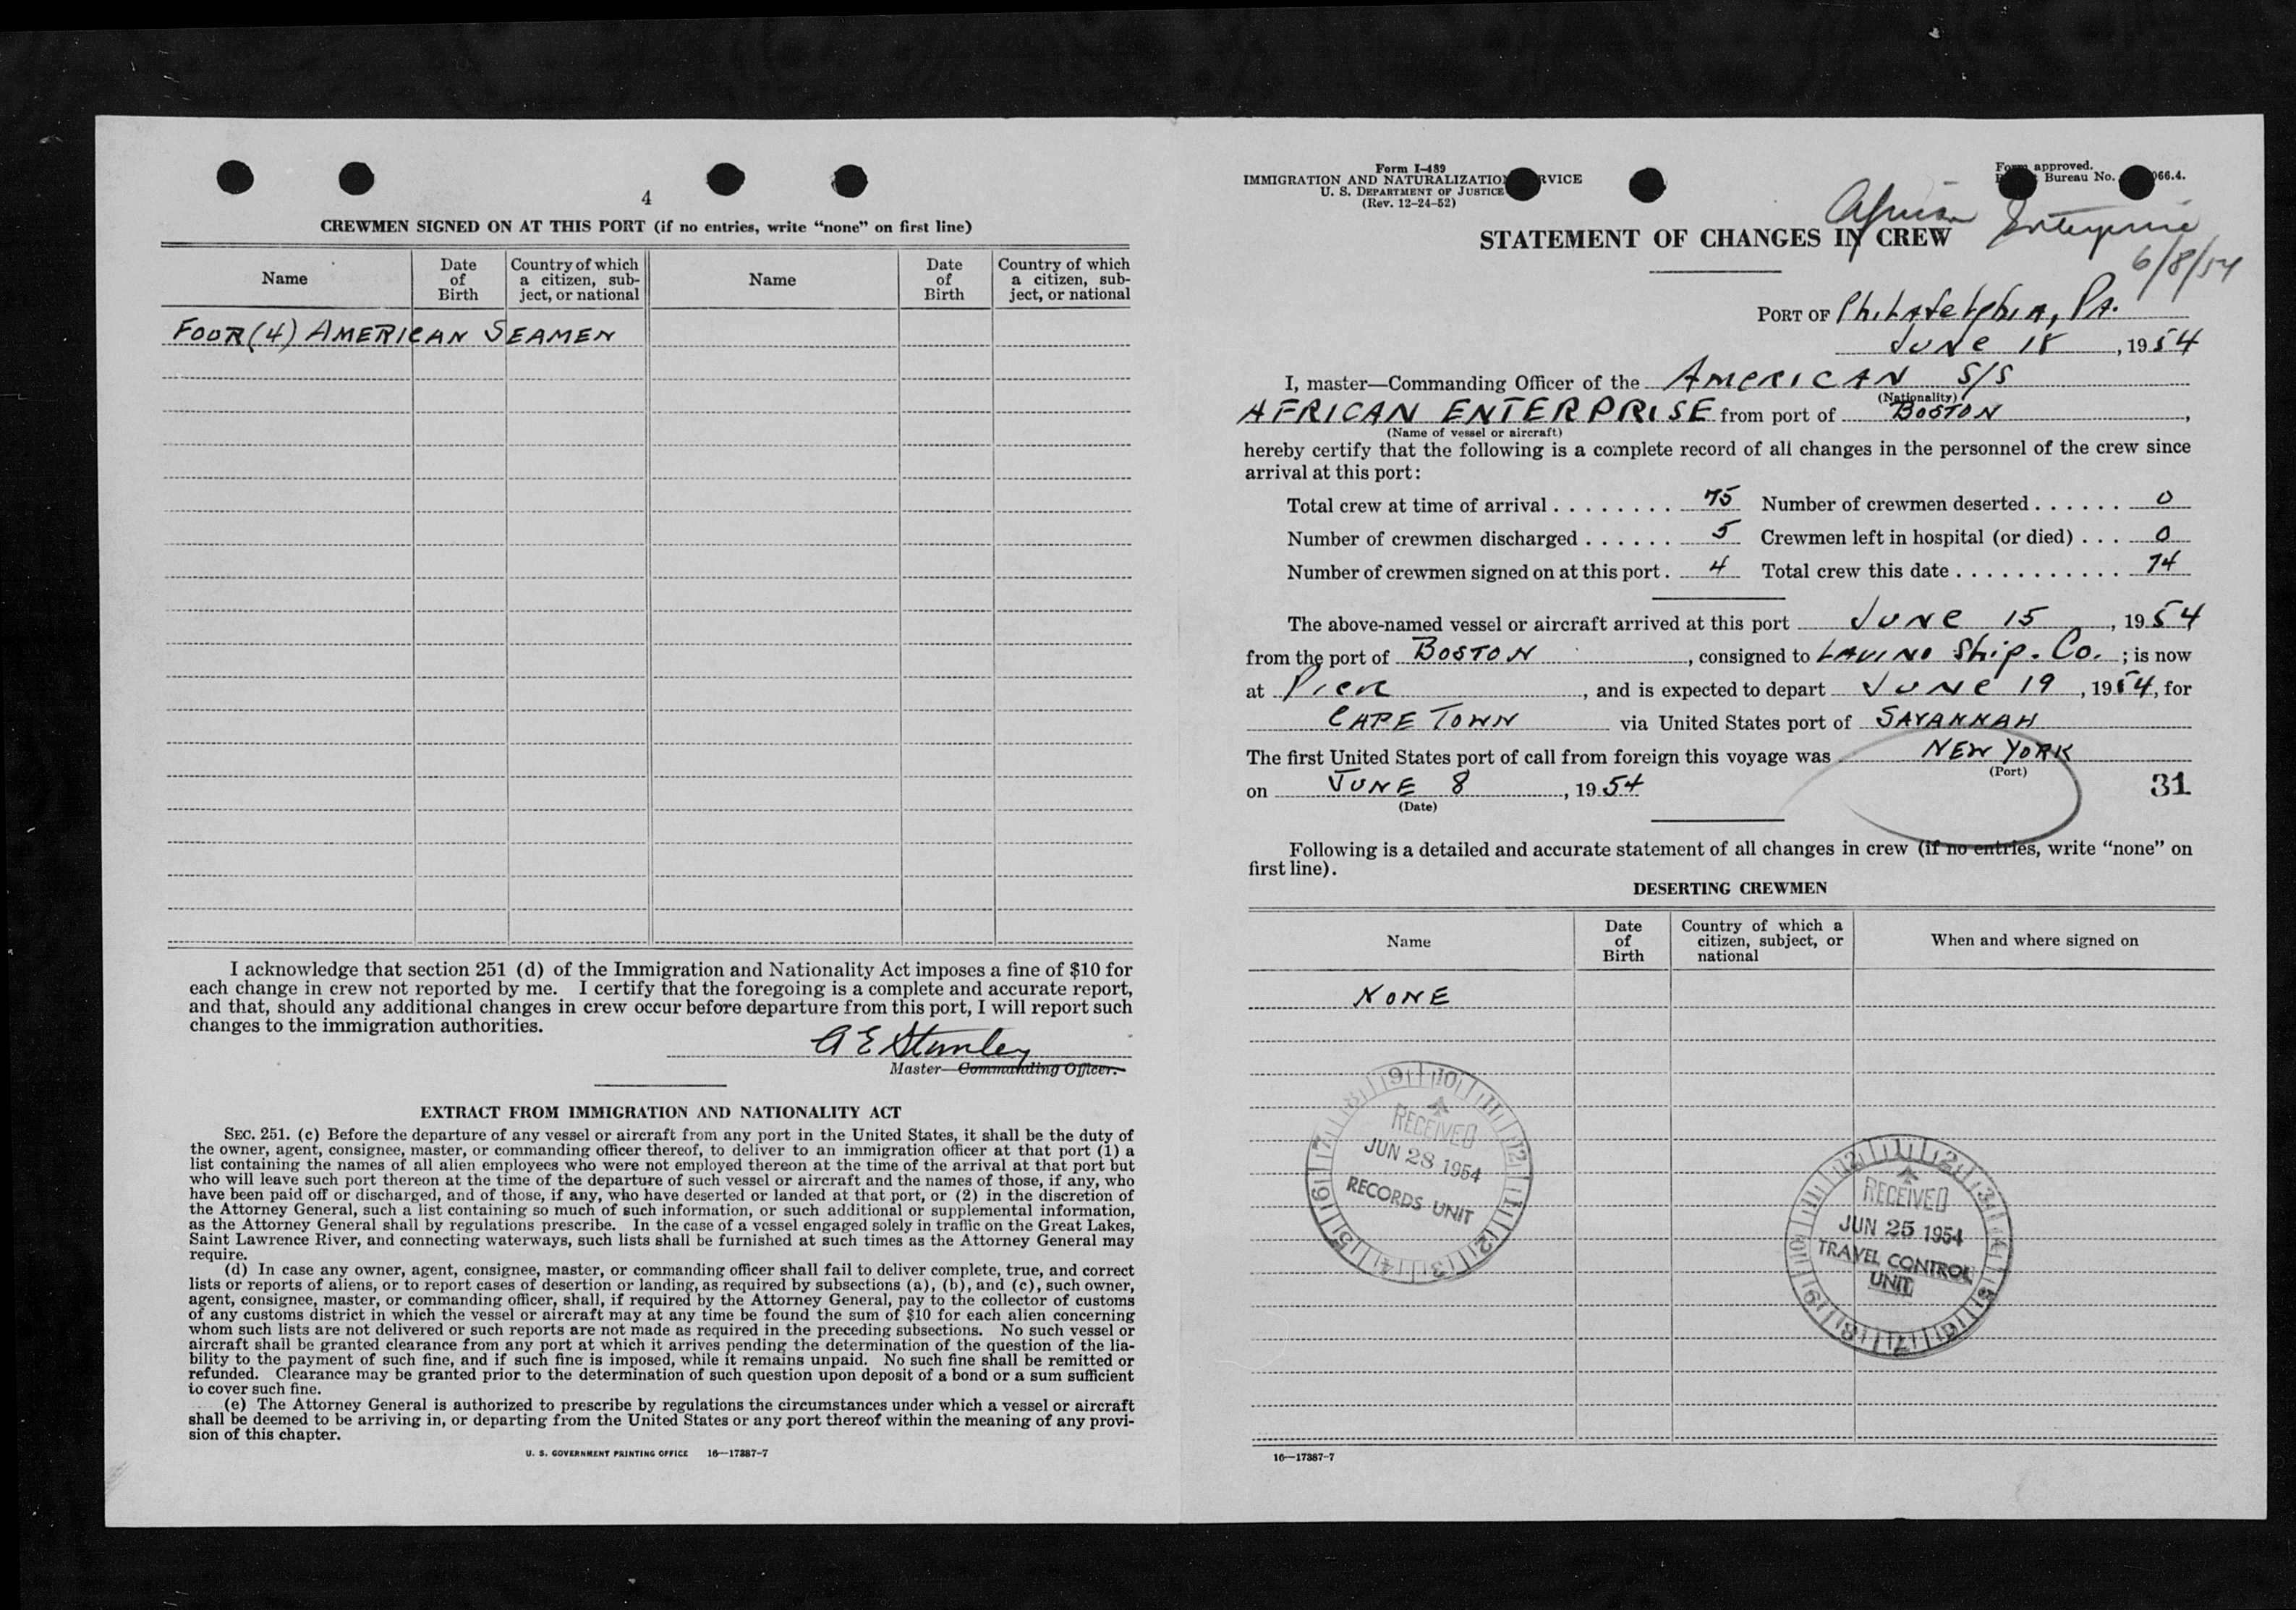 4
CREWMEN SIGNED ON AT THIS PORT (if no entries, write “none” on first line)
Name
Date of Birth
Country of which a citizen, sub-ject, or national
Name
Date of Birth
Country of which a citizen, sub-ject, or national
FOOR (4) AMERICAN SEAMEN
I acknowledge that section 251 (d) of the Immigration and Nationality Act imposes a fine of $10 for
each change in crew not reported by me. I certify that the foregoing is a complete and accurate report,
and that, should any additional changes in crew occur before departure from this port, I will report such
changes to the immigration authorities.
A E Stanley
Master—Commanding Officer.
EXTRACT FROM IMMIGRATION AND NATIONALITY ACT
SEC. 251. (c) Before the departure of any vessel or aircraft from any port in the United States, it shall be the duty of
the owner, agent, consignee, master, or commanding officer thereof, to deliver to an immigration officer at that port (1) a
list containing the names of all alien employees who were not employed thereon at the time of the arrival at that port but
who will leave such port thereon at the time of the departure of such vessel or aircraft and the names of those, if any, who
have been paid off or discharged, and of those, if any, who have deserted or landed at that port, or (2) in the discretion of
the Attorney General, such a list containing so much of such information, or such additional or supplemental information,
as the Attorney General shall by regulations prescribe. In the case of a vessel engaged solely in traffic on the Great Lakes,
Saint Lawrence River, and connecting waterways, such lists shall be furnished at such times as the Attorney General may
require.
(d) In case any owner, agent, consignee, master, or commanding officer shall fail to deliver complete, true, and correct
lists or reports of aliens, or to report cases of desertion or landing, as required by subsections (a), (b), and (c), such owner,
agent, consignee, master, or commanding officer, shall, if required by the Attorney General, pay to the collector of customs
of any customs district in which the vessel or aircraft may at any time be found the sum of $10 for each alien concerning
whom such lists are not delivered or such reports are not made as required in the preceding subsections. No such vessel or
aircraft shall be granted clearance from any port at which it arrives pending the determination of the question of the lia-
bility to the payment of such fine, and if such fine is imposed, while it remains unpaid. No such fine shall be remitted or
refunded. Clearance may be granted prior to the determination of such question upon deposit of a bond or a sum sufficient
to cover such fine.
(e) The Attorney General is authorized to prescribe by regulations the circumstances under which a vessel or aircraft
shall be deemed to be arriving in, or departing from the United States or any port thereof within the meaning of any provi-
sion of this chapter.
U. S. GOVERNMENT PRINTING OFFICE 16—17387-7
Form I-489
IMMIGRATION AND NATURALIZATION RVICE
U. S. DEPARTMENT OF JUSTICE
(Rev. 12-24-52)
Form approved.
Bureau No. 066.4.
African Enterprise
6/8/54
STATEMENT OF CHANGES IN CREW
PORT OF Philadelphia, Pa.
June 18, 1954
I, master—Commanding Officer of the AMERICAN S/S
(Nationality)
AFRICAN ENTERPRISE from port of BOSTON,
(Name of vessel or aircraft)
hereby certify that the following is a complete record of all changes in the personnel of the crew since
arrival at this port:
Total crew at time of arrival 75 Number of crewmen deserted 0
Number of crewmen discharged 5 Crewmen left in hospital (or died) 0
Number of crewmen signed on at this port 4 Total crew this date 74
The above-named vessel or aircraft arrived at this port June 15, 1954
from the port of BOSTON, consigned to Lavino Ship. Co.; is now
at Pier, and is expected to depart June 19, 1954, for
CAPE TOWN via United States port of SAVANNAH
The first United States port of call from foreign this voyage was NEW YORK
(Port)
on JUNE 8, 1954
(Date)
31
Following is a detailed and accurate statement of all changes in crew (if no entries, write “none” on
first line).
DESERTING CREWMEN
Name
Date of Birth
Country of which a citizen, subject, or national
When and where signed on
NONE
RECEIVED
JUN 28 1954
RECORDS UNIT
RECEIVED
JUN 25 1954
TRAVEL CONTROL
UNIT
16—17387-7